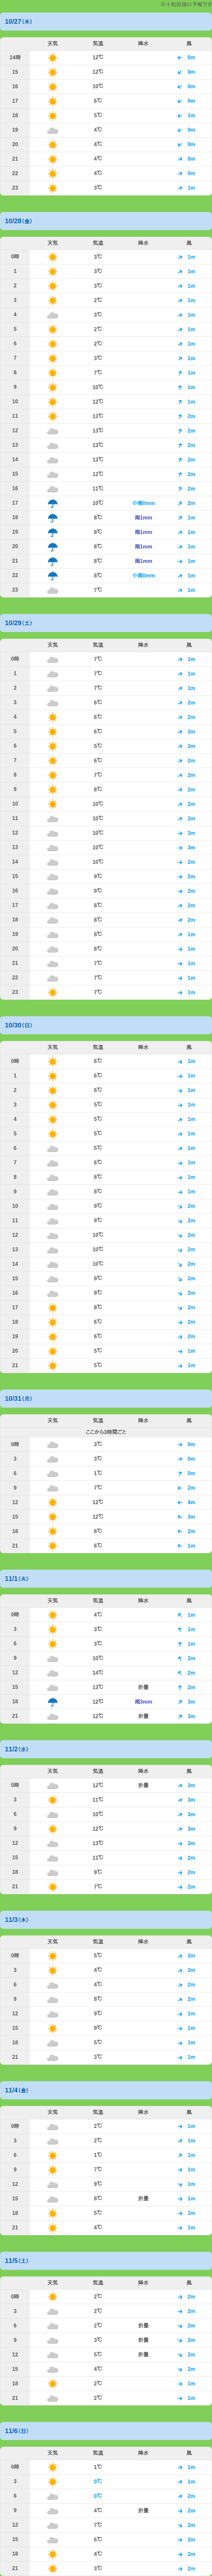 ※十和田湖の予報です
10/27(木)
天気 気温 降水 風
14時 12℃ 0m
15 12℃ 0m
16 10℃ 0m
17 6℃ 0m
18 5℃ 1m
19 4℃ 0m
20 4℃ 0m
21 4℃ 0m
22 4℃ 0m
23 3℃ 1m
10/28(金)
天気 気温 降水 風
0時 3℃ 1m
1 3℃ 1m
2 3℃ 1m
3 2℃ 1m
4 3℃ 1m
5 2℃ 1m
6 2℃ 1m
7 3℃ 1m
8 7℃ 1m
9 10℃ 1m
10 12℃ 1m
11 13℃ 2m
12 13℃ 2m
13 13℃ 2m
14 13℃ 2m
15 12℃ 2m
16 11℃ 2m
17 10℃ 小雨0mm 2m
18 8℃ 雨1mm 1m
19 8℃ 雨1mm 1m
20 8℃ 雨1mm 1m
21 8℃ 雨1mm 1m
22 8℃ 小雨0mm 1m
23 7℃ 1m
10/29(土)
天気 気温 降水 風
0時 7℃ 1m
1 7℃ 1m
2 7℃ 1m
3 6℃ 2m
4 6℃ 2m
5 6℃ 2m
6 5℃ 2m
7 6℃ 2m
8 7℃ 2m
9 8℃ 2m
10 10℃ 2m
11 10℃ 2m
12 10℃ 3m
13 10℃ 3m
14 10℃ 2m
15 9℃ 2m
16 9℃ 2m
17 8℃ 2m
18 8℃ 2m
19 8℃ 1m
20 8℃ 1m
21 7℃ 1m
22 7℃ 1m
23 7℃ 1m
10/30(日)
天気 気温 降水 風
0時 6℃ 1m
1 6℃ 1m
2 6℃ 1m
3 5℃ 1m
4 5℃ 1m
5 5℃ 1m
6 5℃ 1m
7 6℃ 1m
8 8℃ 1m
9 8℃ 1m
10 9℃ 2m
11 9℃ 2m
12 10℃ 2m
13 10℃ 2m
14 10℃ 2m
15 9℃ 2m
16 9℃ 2m
17 8℃ 2m
18 6℃ 2m
19 6℃ 2m
20 5℃ 1m
21 5℃ 1m
10/31(月)
天気 気温 降水 風
ここから3時間ごと
0時 3℃ 0m
3 3℃ 0m
6 1℃ 0m
9 7℃ 2m
12 12℃ 4m
15 12℃ 3m
18 8℃ 2m
21 6℃ 1m
11/1(火)
天気 気温 降水 風
0時 4℃ 1m
3 3℃ 1m
6 3℃ 1m
9 10℃ 2m
12 14℃ 2m
15 13℃ 折畳 1m
18 12℃ 雨3mm 3m
21 12℃ 折畳 3m
11/2(水)
天気 気温 降水 風
0時 12℃ 折畳 3m
3 11℃ 3m
6 10℃ 3m
9 12℃ 3m
12 13℃ 3m
15 11℃ 2m
18 9℃ 2m
21 7℃ 2m
11/3(木)
天気 気温 降水 風
0時 5℃ 2m
3 4℃ 2m
6 4℃ 2m
9 8℃ 2m
12 9℃ 1m
15 9℃ 1m
18 5℃ 1m
21 3℃ 1m
11/4(金)
天気 気温 降水 風
0時 2℃ 1m
3 2℃ 1m
6 1℃ 1m
9 7℃ 1m
12 9℃ 1m
15 8℃ 折畳 1m
18 5℃ 1m
21 4℃ 1m
11/5(土)
天気 気温 降水 風
0時 2℃ 2m
3 2℃ 2m
6 2℃ 折畳 2m
9 3℃ 折畳 2m
12 5℃ 折畳 2m
15 4℃ 2m
18 2℃ 1m
21 2℃ 1m
11/6(日)
天気 気温 降水 風
0時 1℃ 1m
3 0℃ 1m
6 0℃ 2m
9 4℃ 折畳 2m
12 7℃ 2m
15 6℃ 2m
18 4℃ 2m
21 3℃ 2m